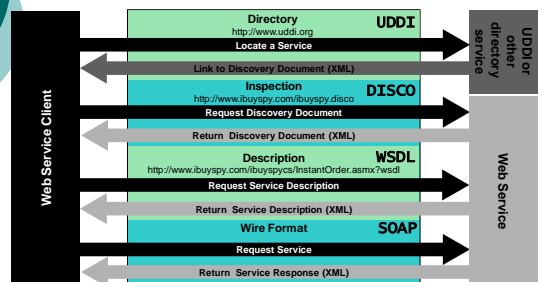 Web Service Client
Directory
UDDI
http://www.uddi.org
Locate a Service
Link to Discovery Document (XML)
UDDI or
other
directory
service
Inspection
DISCO
http://www.ibuyspy.com/ibuyspy.disco
Request Discovery Document
Return Discovery Document (XML)
Description
WSDL
http://www.ibuyspy.com/ibuyspycs/InstantOrder.asmx?wsdl
Request Service Description
Return Service Description (XML)
Web Service
Wire Format
SOAP
Request Service
Return Service Response (XML)